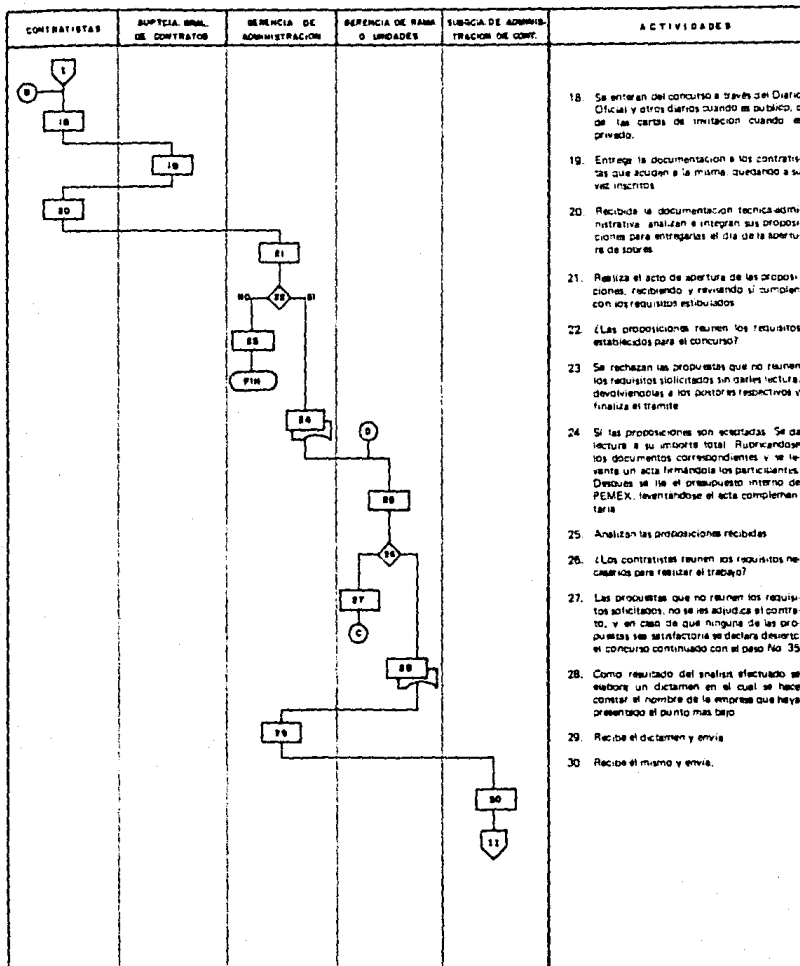 CONTRATISTAS
SUPTCIA. GRAL.
DE CONTRATOS
GERENCIA DE
ADMINISTRACION
GERENCIA DE RAMA
O UNIDADES
SUBGCIA. DE ADMINIS-
TRACION DE CONT.
ACTIVIDADES
I
B
18
19
20
21
NO
22
SI
23
FIN
24
D
25
26
27
C
28
29
30
II
18. Se enteran del concurso a través del Diario
Oficial y otros diarios cuando es publico, o
de las cartas de invitación cuando es
privado.
19. Entrega la documentación a los contratis-
tas que acuden a la misma, quedando a su
vez inscritos
20. Recibida la documentación tecnica-admi-
nistrativa analizan e integran sus proposi-
ciones para entregarlas el dia de la apertu-
ra de sobres
21. Realiza el acto de apertura de las proposi-
ciones, recibiendo y revisando si cumplen
con los requisitos estibulados
22. ¿Las proposiciones reunen los requisitos
establecidos para el concurso?
23 Se rechazan las propuestas que no reunen
los requisitos slolicitados sin darles lectura,
devolviendolas a los postores respectivos y
finaliza el tramite
24 Si las proposiciones son aceptadas. Se da
lectura a su importe total. Rubricandose
los documentos correspondientes y se le-
vanta un acta firmándola los participantes.
Despues se lle el presupuesto interno de
PEMEX, leventandose el acta complemen
taria
25. Analizan las proposiciones recibidas
26. ¿Los contratistas reunen los requisitos ne-
cesarios para realizar el trabajo?
27. Las propuestas que no reunen los requisi-
tos solicitados, no se les adjudica el contra-
to, y en caso de que ninguna de las pro-
puestas sea satisfactoria se declara desierto
el concurso continuado con el paso No. 35
28. Como resultado del analisis efectuado se
elabora un dictamen en el cual se hace
constar el nombre de la empresa que haya
presentado el punto mas bajo
29. Recibe el dictamen y envia
30 Recibe el mismo y envia.